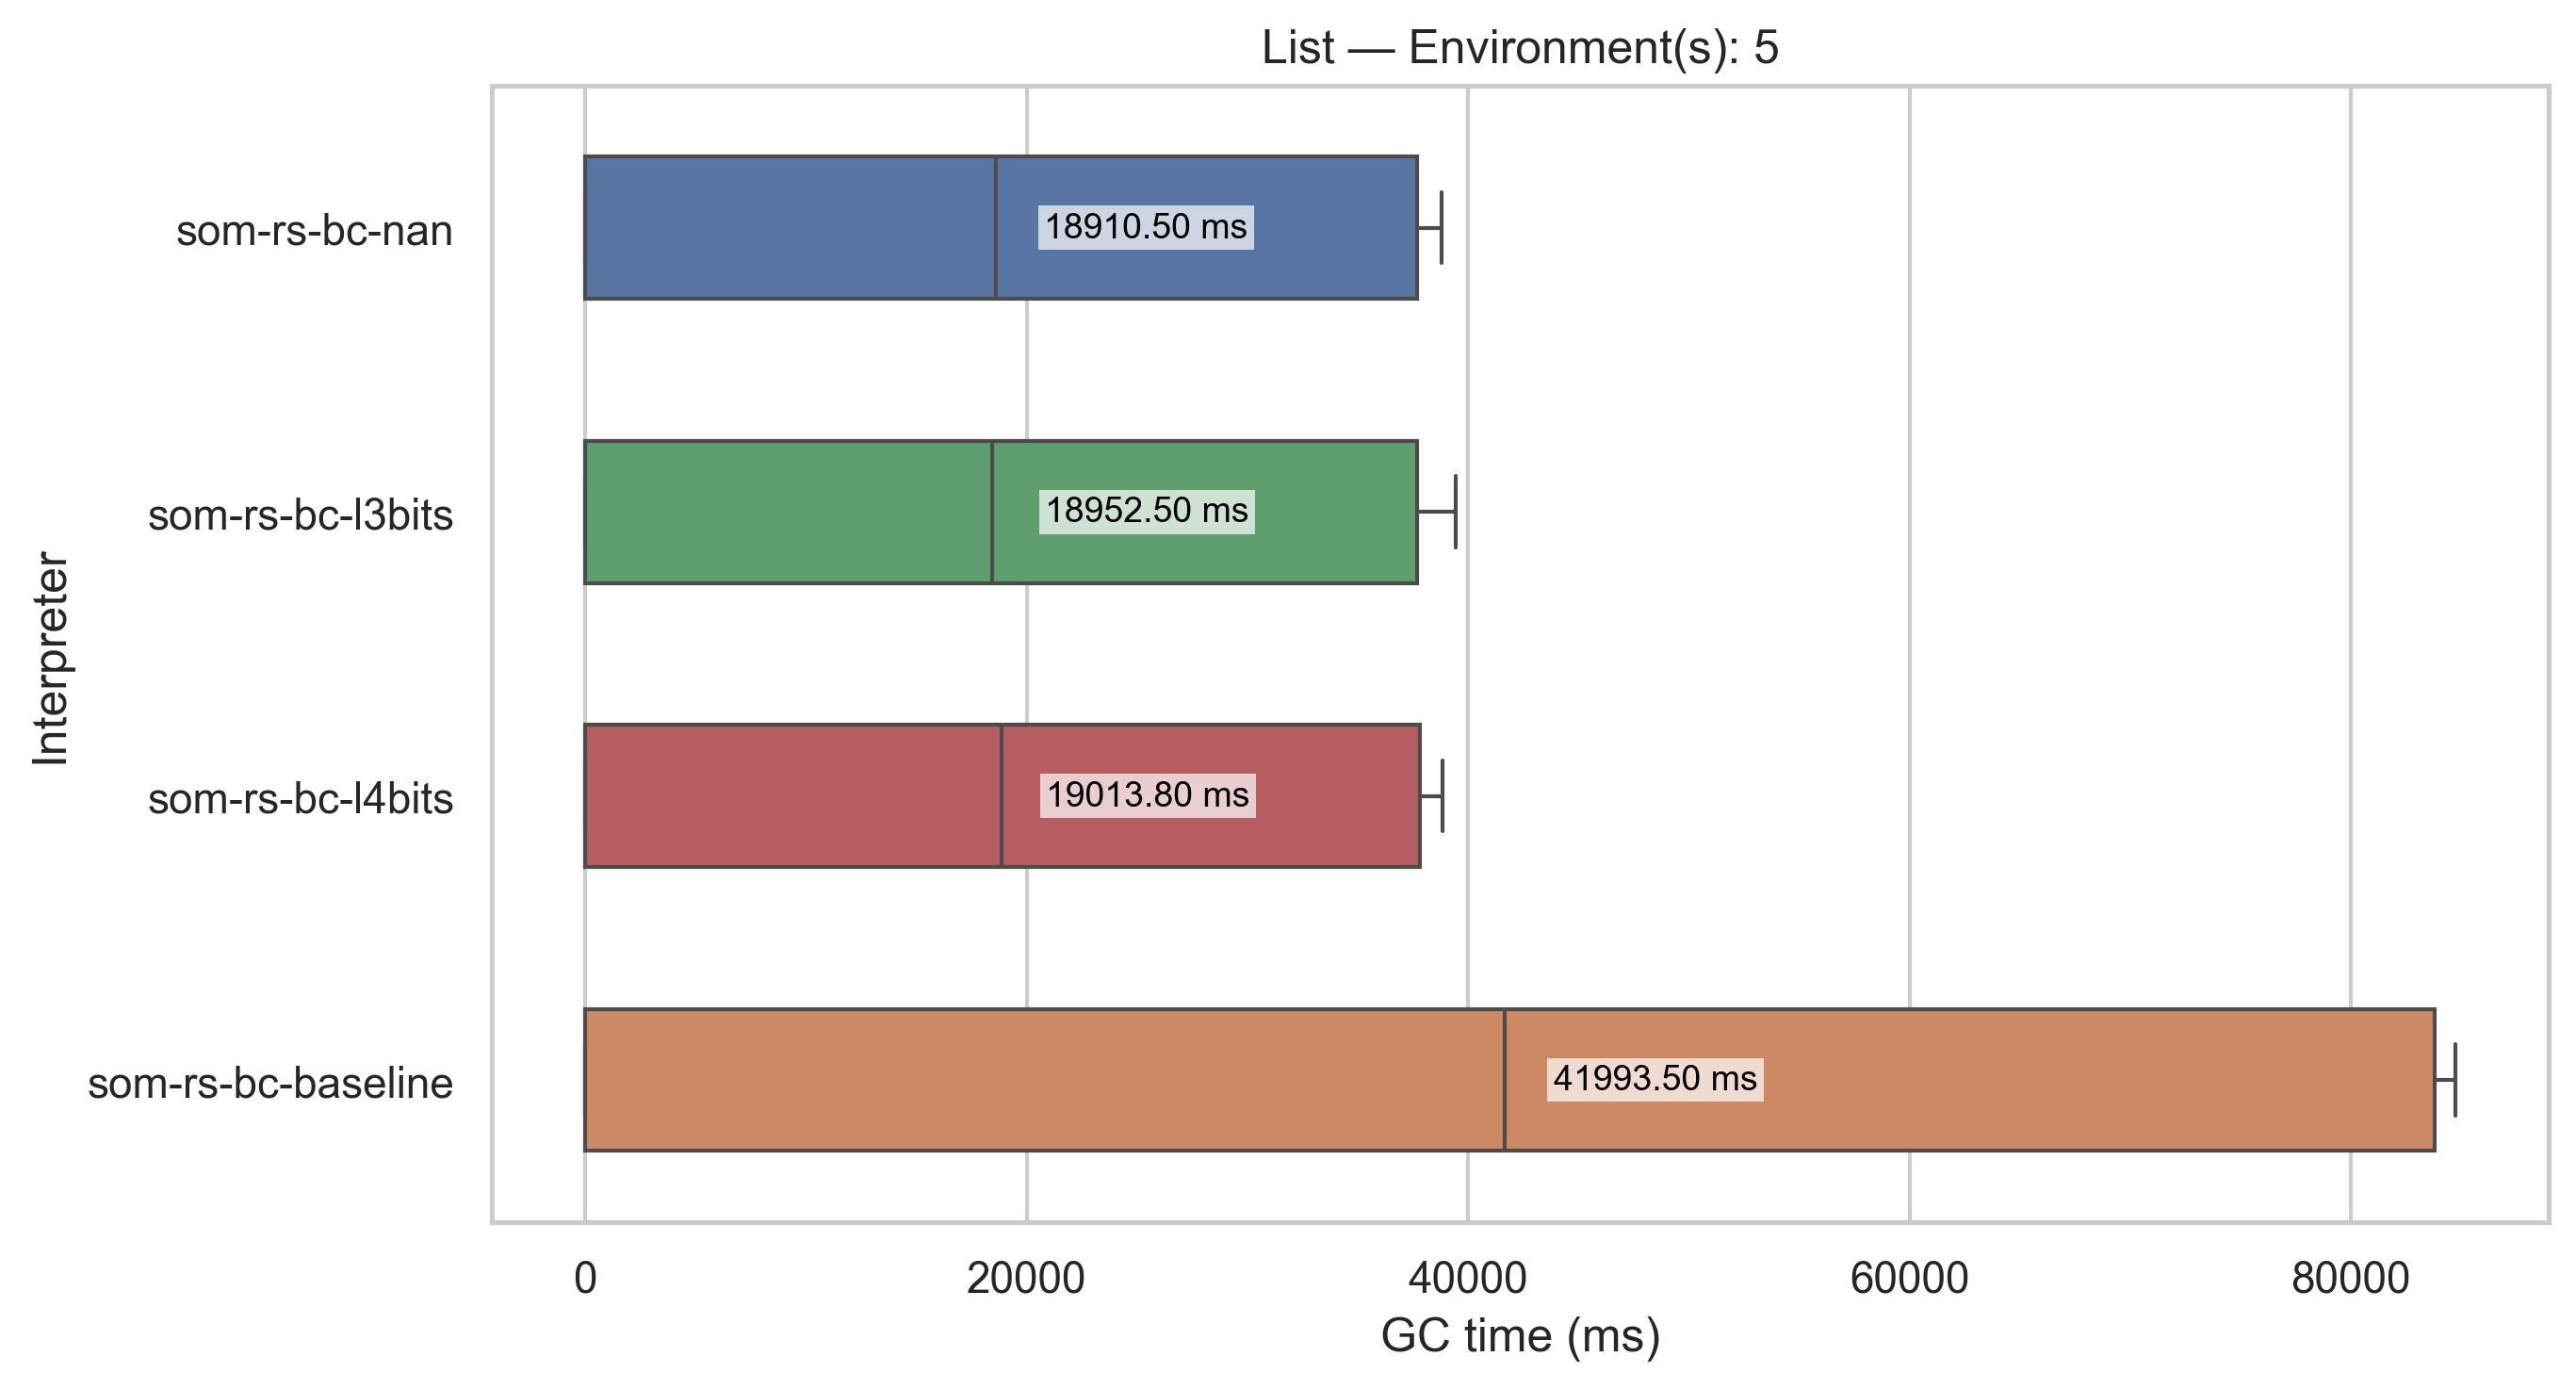 List — Environment(s): 5
som-rs-bc-nan
18910.50 ms
som-rs-bc-l3bits
18952.50 ms
som-rs-bc-l4bits
19013.80 ms
som-rs-bc-baseline
41993.50 ms
Interpreter
0 20000 40000 60000 80000
GC time (ms)